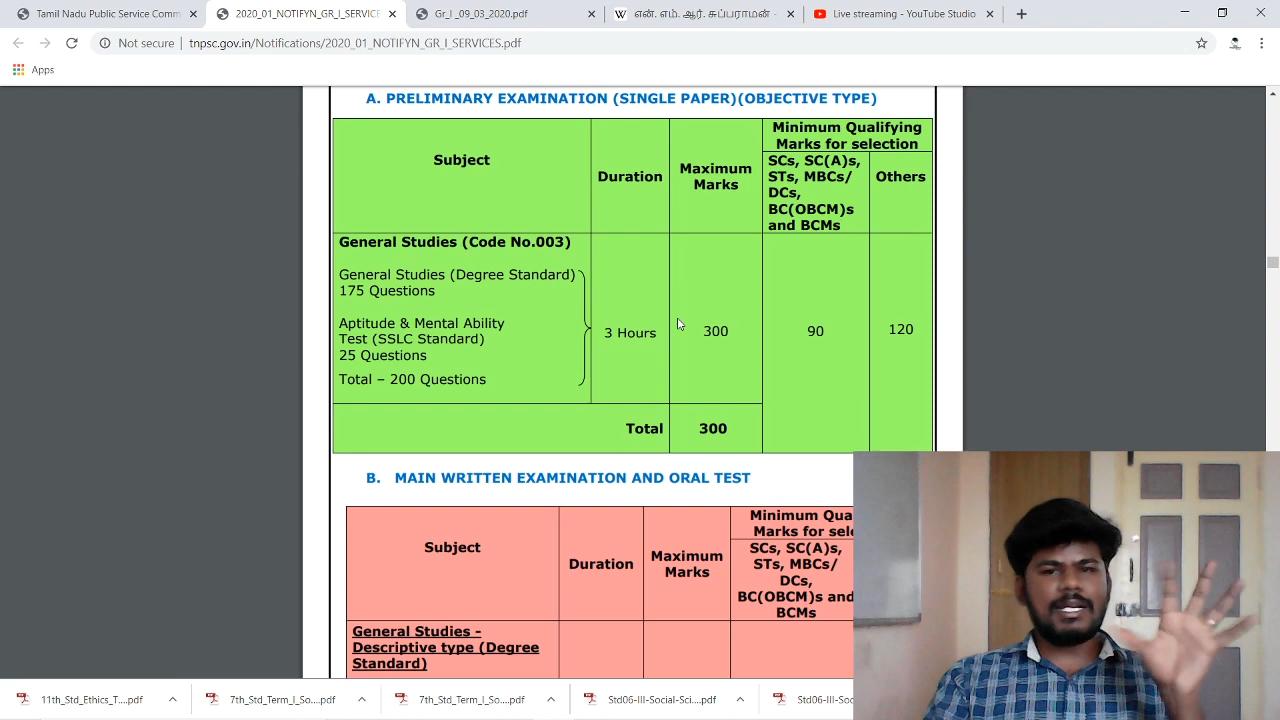 Tamil Nadu Public Service Comm
2020_01_NOTIFYN_GR_I_SERVICES
Gr_I_09_03_2020.pdf
என். எம். ஆர். சுப்பராமன் -
Live streaming - YouTube Studio
Not secure | tnpsc.gov.in/Notifications/2020_01_NOTIFYN_GR_I_SERVICES.pdf
Apps
A. PRELIMINARY EXAMINATION (SINGLE PAPER)(OBJECTIVE TYPE)
Subject
Duration
Maximum
Marks
Minimum Qualifying
Marks for selection
SCs, SC(A)s,
STs, MBCs/
DCs,
BC(OBCM)s
and BCMs
Others
General Studies (Code No.003)
General Studies (Degree Standard)
175 Questions
Aptitude & Mental Ability
Test (SSLC Standard)
25 Questions
Total – 200 Questions
3 Hours
300
90
120
Total
300
B. MAIN WRITTEN EXAMINATION AND ORAL TEST
Subject
Duration
Maximum
Marks
Minimum Qua
Marks for sele
SCs, SC(A)s,
STs, MBCs/
DCs,
BC(OBCM)s and
BCMs
General Studies -
Descriptive type (Degree
Standard)
11th_Std_Ethics_T....pdf
7th_Std_Term_I_So....pdf
7th_Std_Term_I_So....pdf
Std06-III-Social-Sci....pdf
Std06-III-Soc